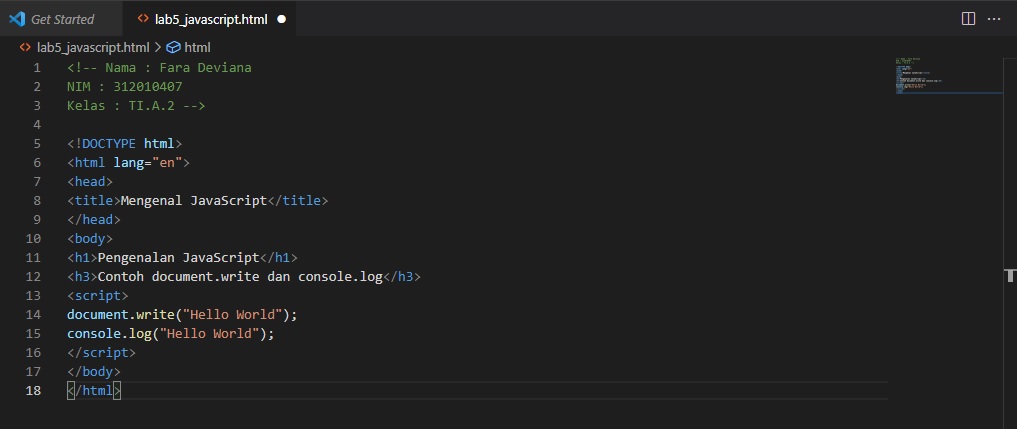 Get Started lab5_javascript.html
lab5_javascript.html > html
1 <!-- Nama : Fara Deviana
2 NIM : 312010407
3 Kelas : TI.A.2 -->
4
5 <!DOCTYPE html>
6 <html lang="en">
7 <head>
8 <title>Mengenal JavaScript</title>
9 </head>
10 <body>
11 <h1>Pengenalan JavaScript</h1>
12 <h3>Contoh document.write dan console.log</h3>
13 <script>
14 document.write("Hello World");
15 console.log("Hello World");
16 </script>
17 </body>
18 </html>